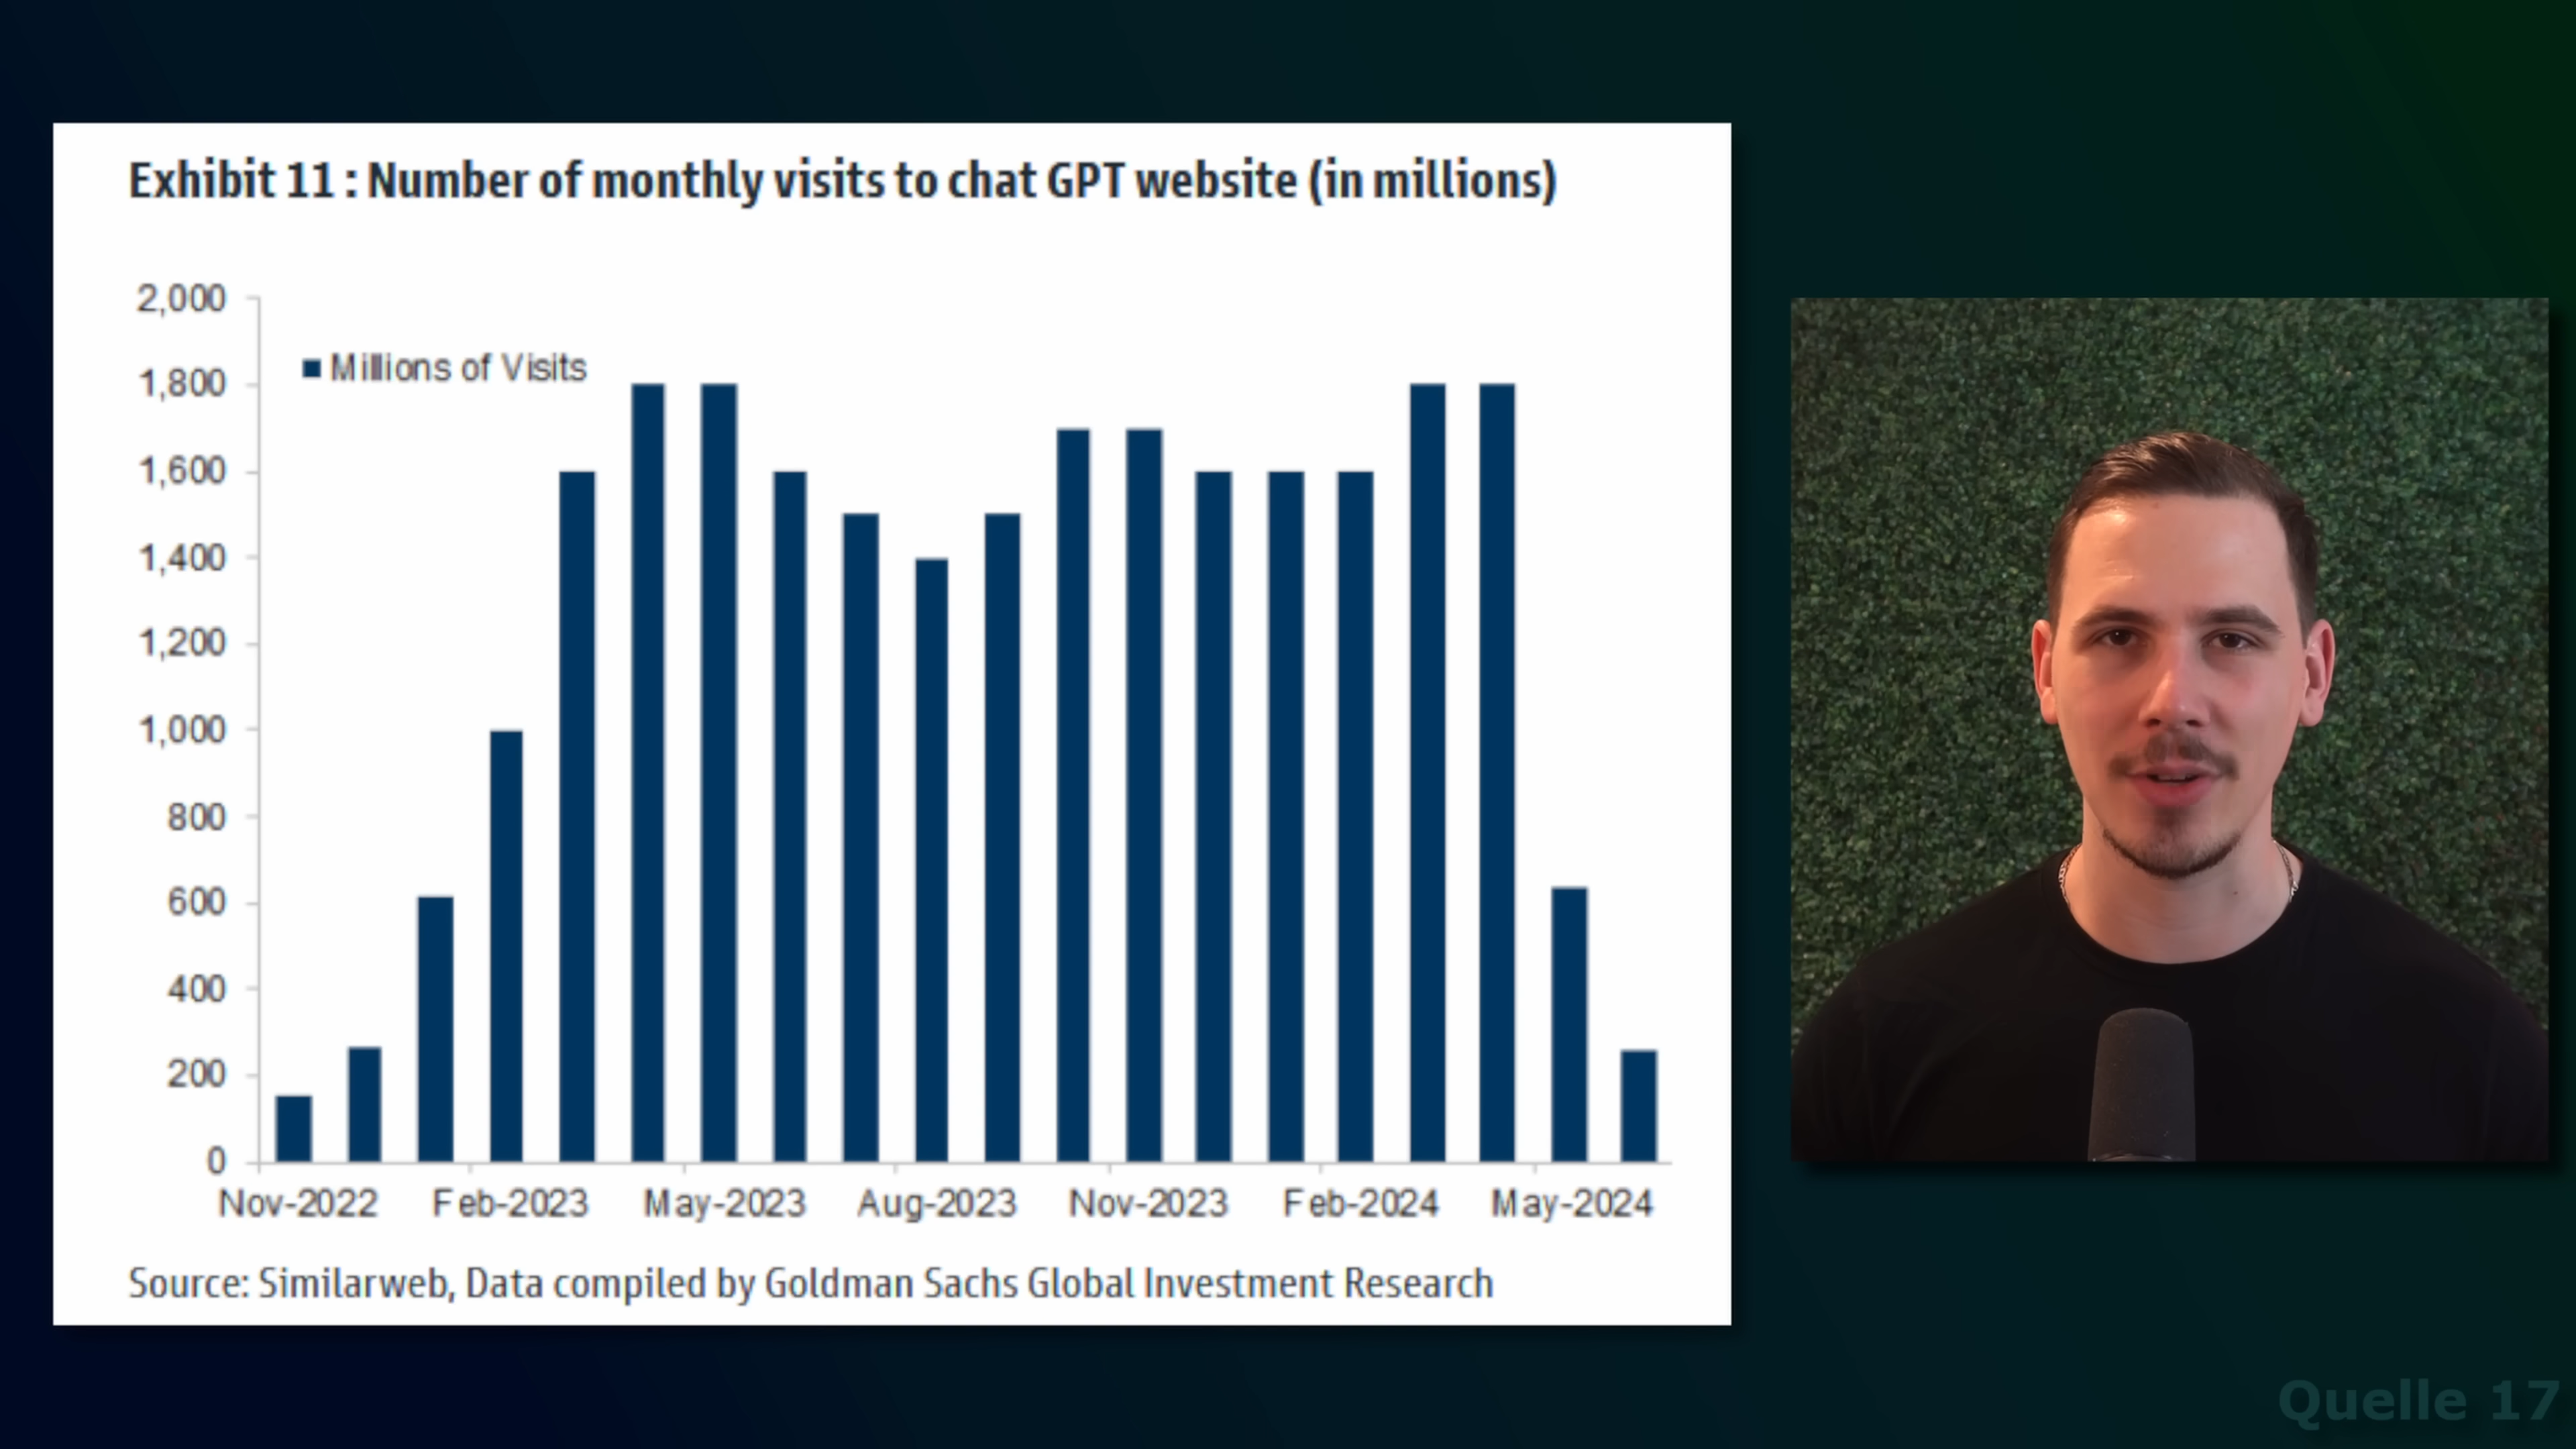 Exhibit 11 : Number of monthly visits to chat GPT website (in millions)
2,000
Millions of Visits
1,800
1,600
1,400
1,200
1,000
800
600
400
200
0
Nov-2022 Feb-2023 May-2023 Aug-2023 Nov-2023 Feb-2024 May-2024
Source: Similarweb, Data compiled by Goldman Sachs Global Investment Research
Quelle 17